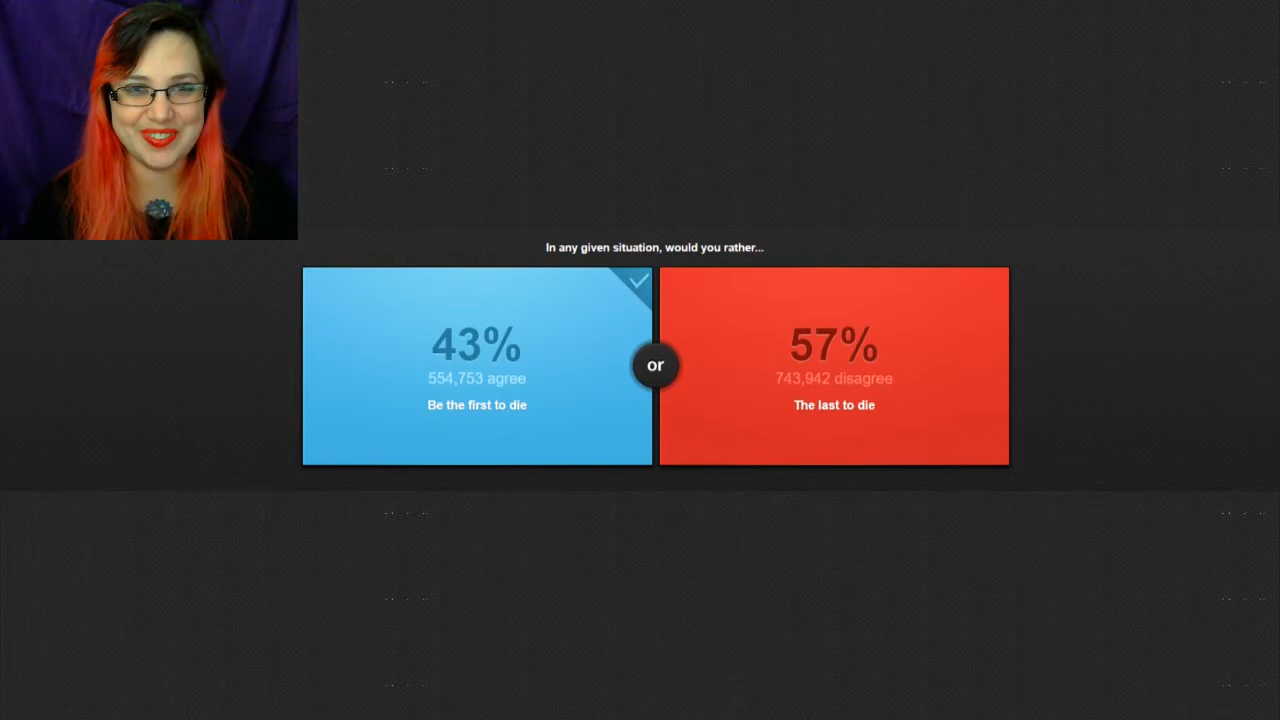 In any given situation, would you rather...
43%
554,753 agree
Be the first to die
or
57%
743,942 disagree
The last to die